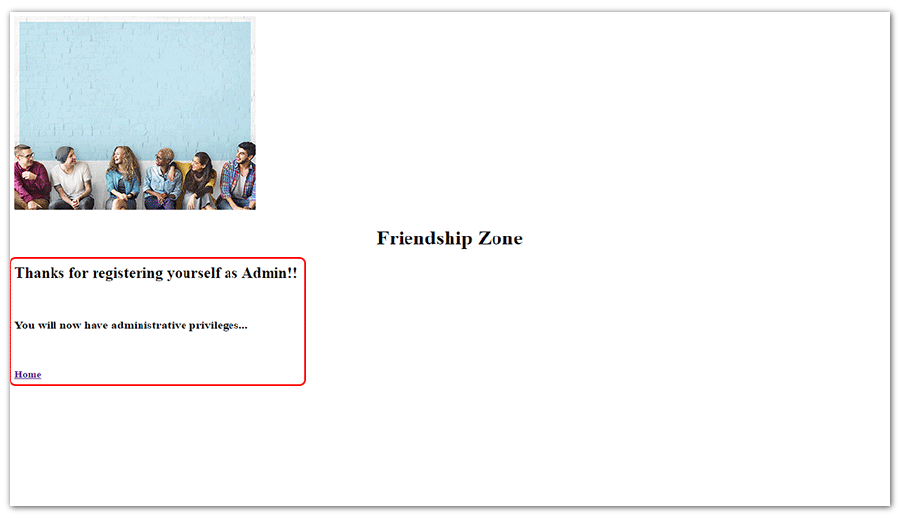 Friendship Zone
Thanks for registering yourself as Admin!!
You will now have administrative privileges...
Home